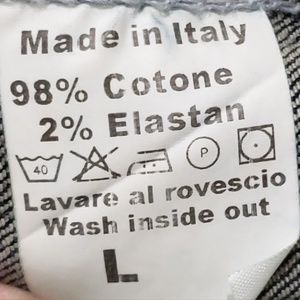 Made in Italy
98% Cotone
2% Elastan
40 P
Lavare al rovescio
Wash inside out
L